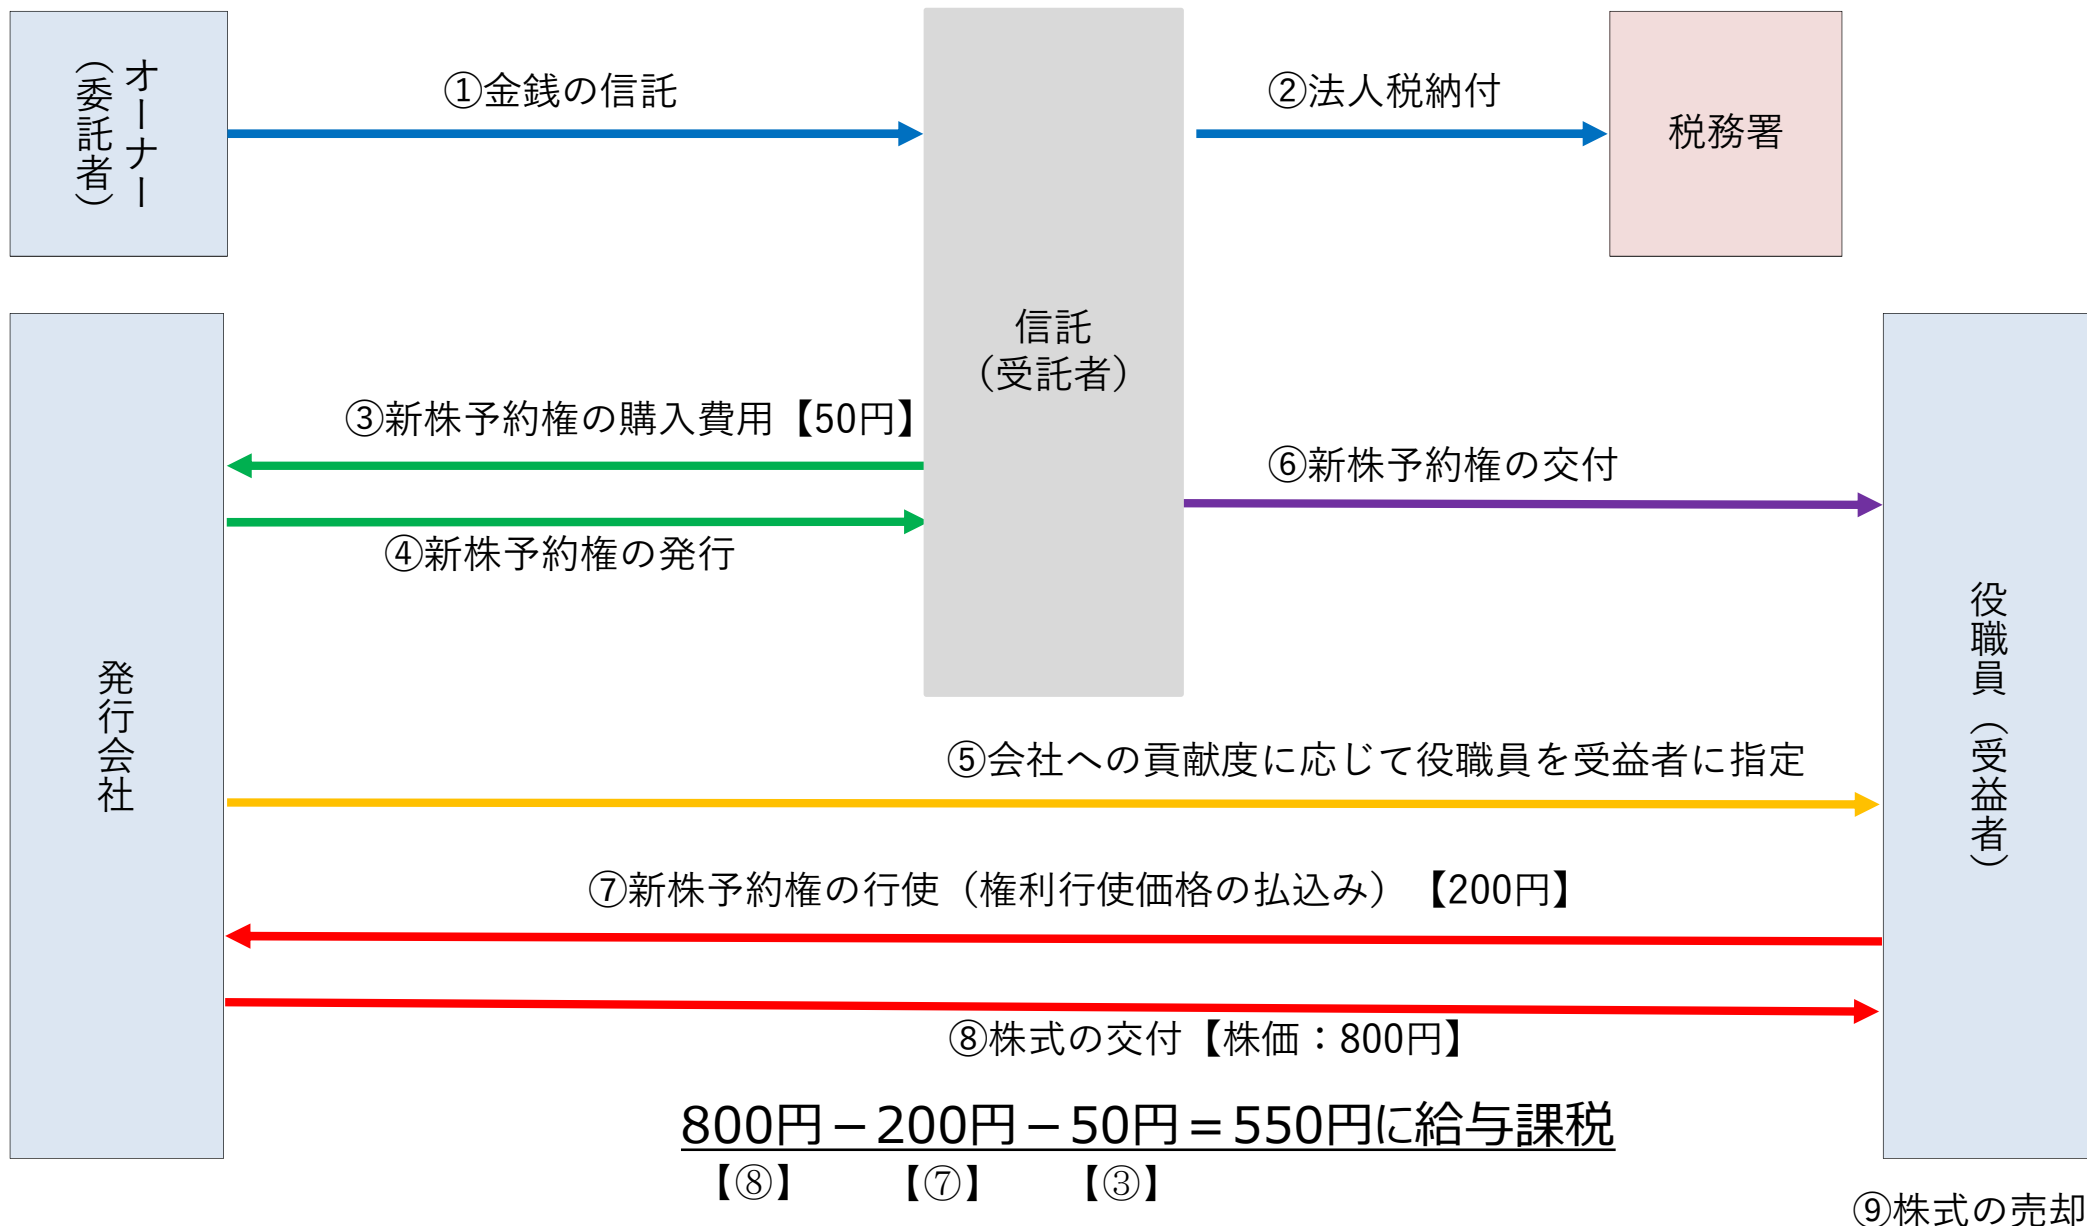 オーナー
（委託者）
①金銭の信託
②法人税納付
税務署
信託
（受託者）
③新株予約権の購入費用【50円】
④新株予約権の発行
⑥新株予約権の交付
発行会社
役職員（受益者）
⑤会社への貢献度に応じて役職員を受益者に指定
⑦新株予約権の行使（権利行使価格の払込み）【200円】
⑧株式の交付【株価：800円】
800円－200円－50円＝550円に給与課税
【⑧】 【⑦】 【③】
⑨株式の売却